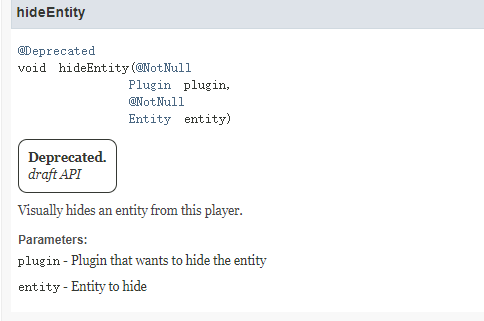 hideEntity
@Deprecated
void hideEntity(@NotNull
Plugin plugin,
@NotNull
Entity entity)
Deprecated.
draft API
Visually hides an entity from this player.
Parameters:
plugin - Plugin that wants to hide the entity
entity - Entity to hide